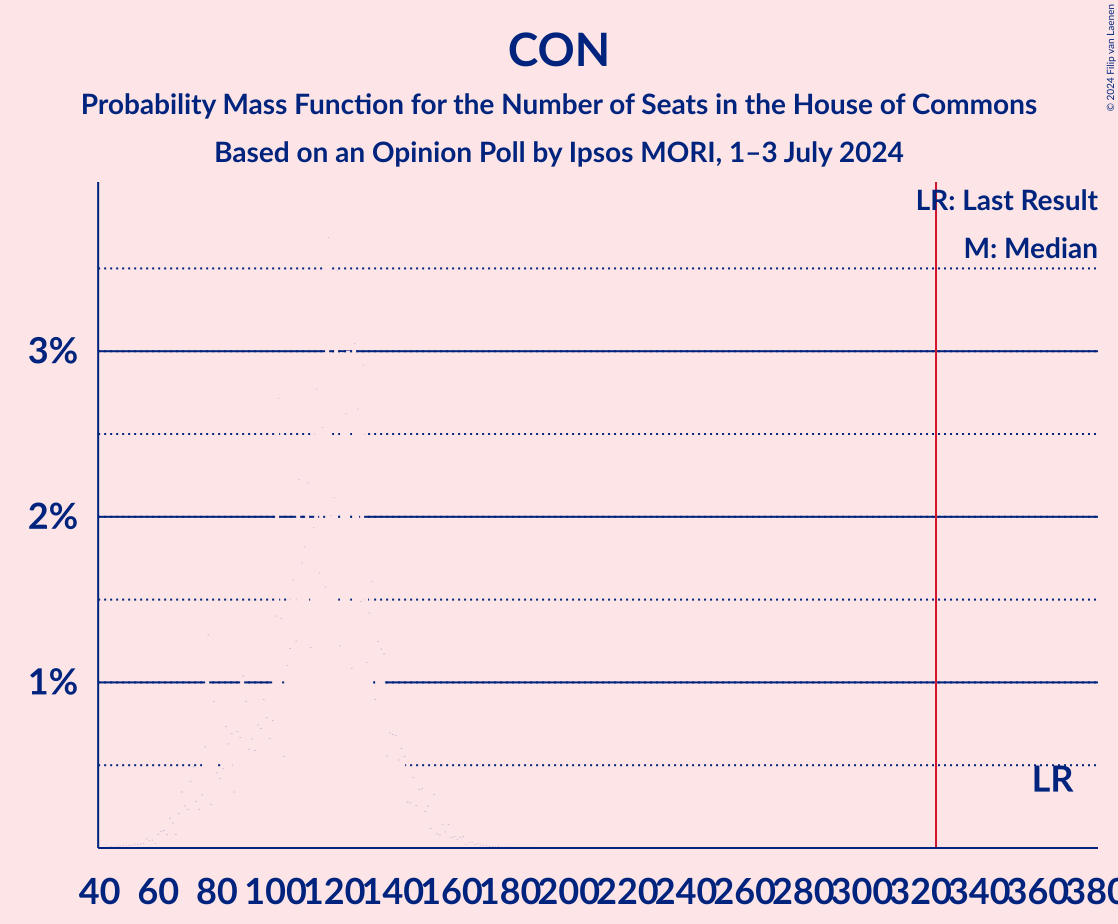 © 2024 Filip van Laenen
CON
Probability Mass Function for the Number of Seats in the House of Commons
Based on an Opinion Poll by Ipsos MORI, 1–3 July 2024
LR: Last Result
M: Median
3%
2%
1%
LR
40 60 80 100 120 140 160 180 200 220 240 260 280 300 320 340 360 380